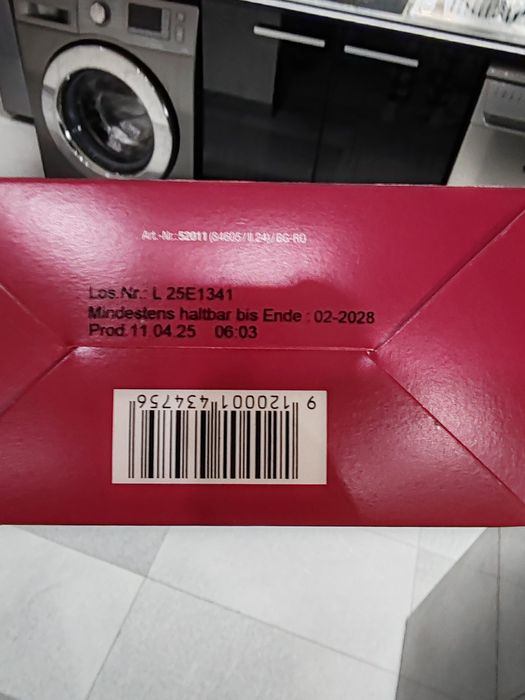 Art.-Nr.: 52011 (S4605 / II.24) / BG-RO
Los.Nr.: L 25E1341
Mindestens haltbar bis Ende : 02-2028
Prod.11 04.25 06:03
9 120001 434756